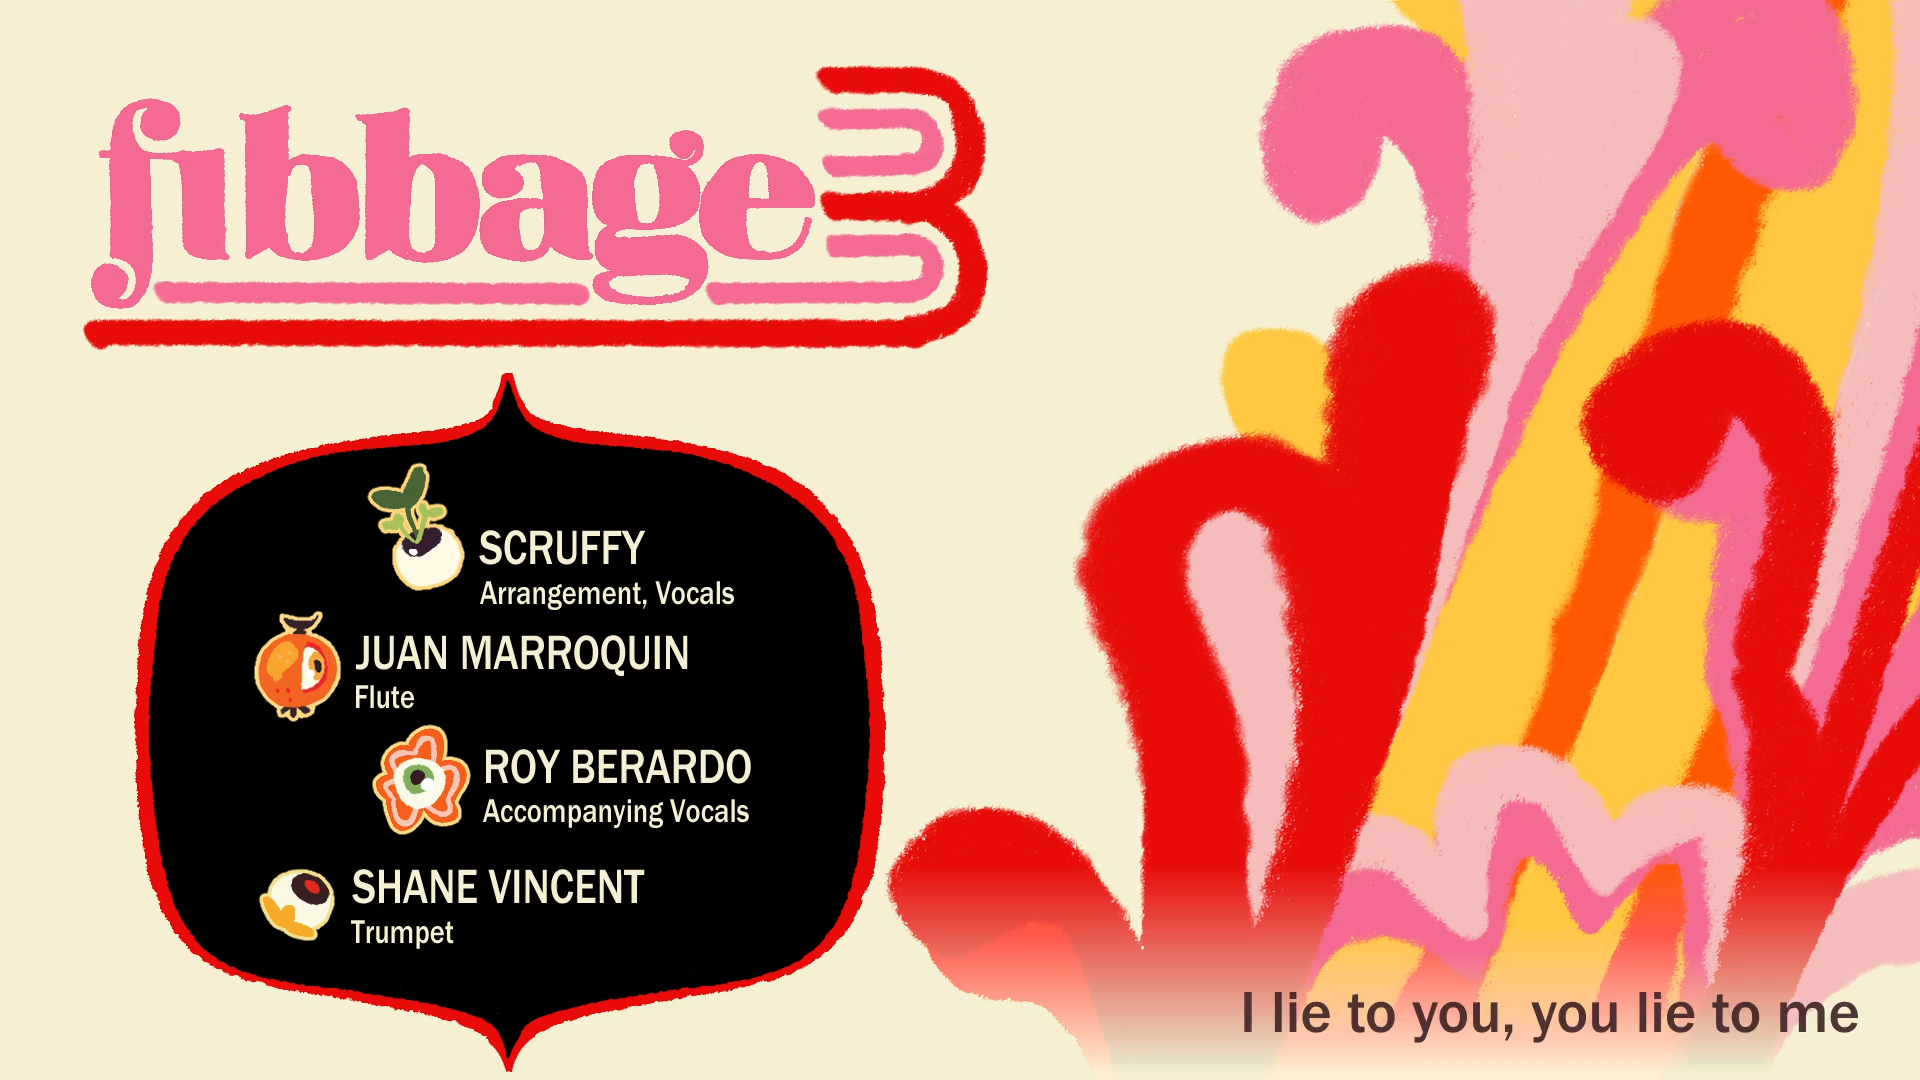 fibbage 3
SCRUFFY
Arrangement, Vocals
JUAN MARROQUIN
Flute
ROY BERARDO
Accompanying Vocals
SHANE VINCENT
Trumpet
I lie to you, you lie to me